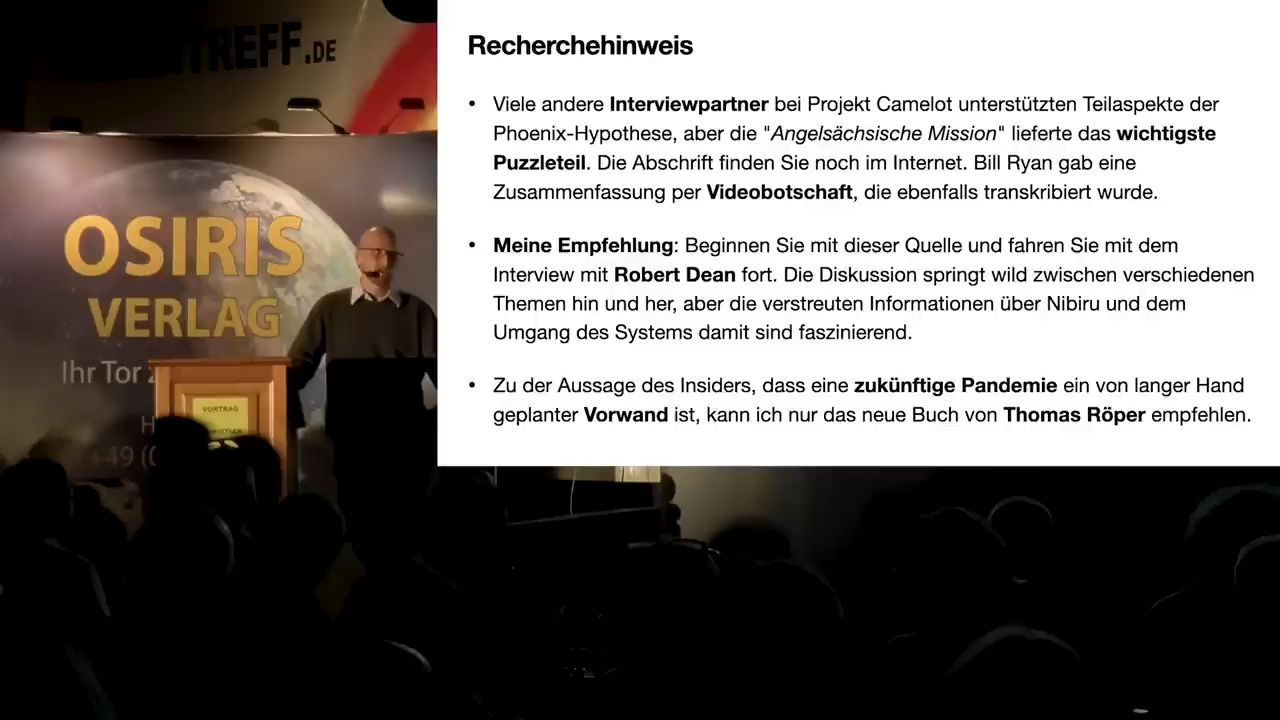 TREFF.DE
OSIRIS
VERLAG
Ihr Tor
+49 (0
VORTRAG
Recherchehinweis
• Viele andere Interviewpartner bei Projekt Camelot unterstützten Teilaspekte der
Phoenix-Hypothese, aber die "Angelsächsische Mission" lieferte das wichtigste
Puzzleteil. Die Abschrift finden Sie noch im Internet. Bill Ryan gab eine
Zusammenfassung per Videobotschaft, die ebenfalls transkribiert wurde.
• Meine Empfehlung: Beginnen Sie mit dieser Quelle und fahren Sie mit dem
Interview mit Robert Dean fort. Die Diskussion springt wild zwischen verschiedenen
Themen hin und her, aber die verstreuten Informationen über Nibiru und dem
Umgang des Systems damit sind faszinierend.
• Zu der Aussage des Insiders, dass eine zukünftige Pandemie ein von langer Hand
geplanter Vorwand ist, kann ich nur das neue Buch von Thomas Röper empfehlen.